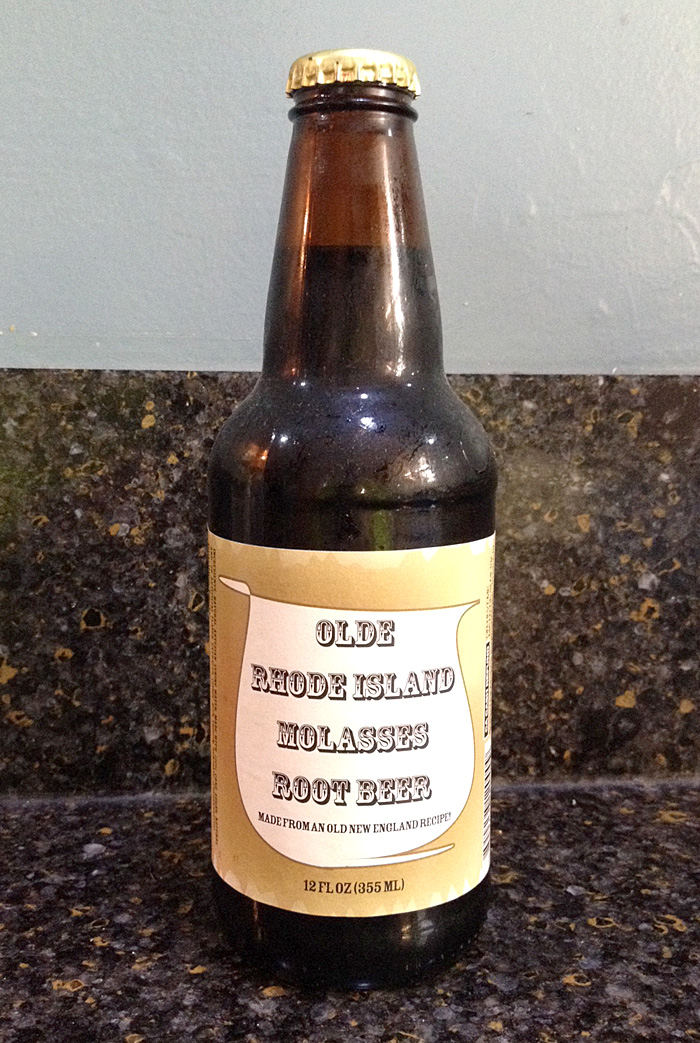 OLDE
RHODE ISLAND
MOLASSES
ROOT BEER
MADE FROM AN OLD NEW ENGLAND RECIPE!
12 FL OZ (355 ML)